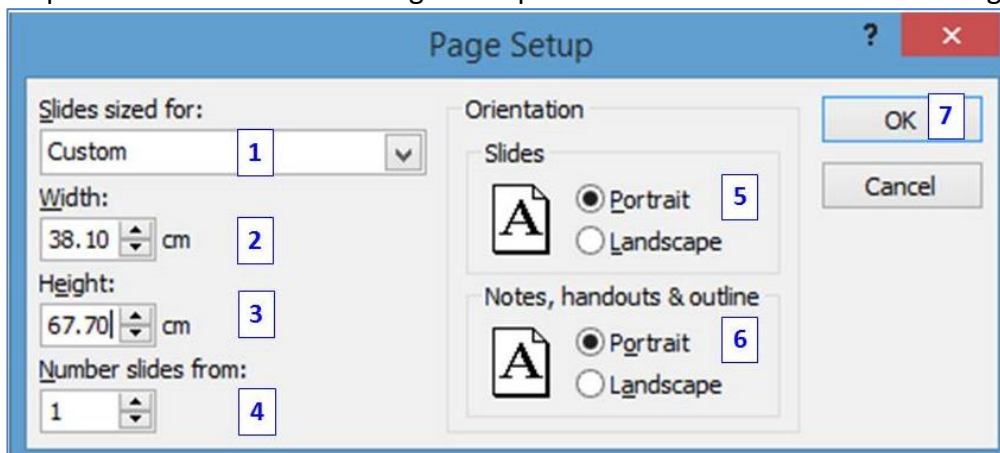 Page Setup
?
×
Slides sized for:
Custom 1
Width:
38.10 cm 2
Height:
67.70 cm 3
Number slides from:
1 4
Orientation
Slides
A
Portrait 5
Landscape
Notes, handouts & outline
A
Portrait 6
Landscape
OK 7
Cancel